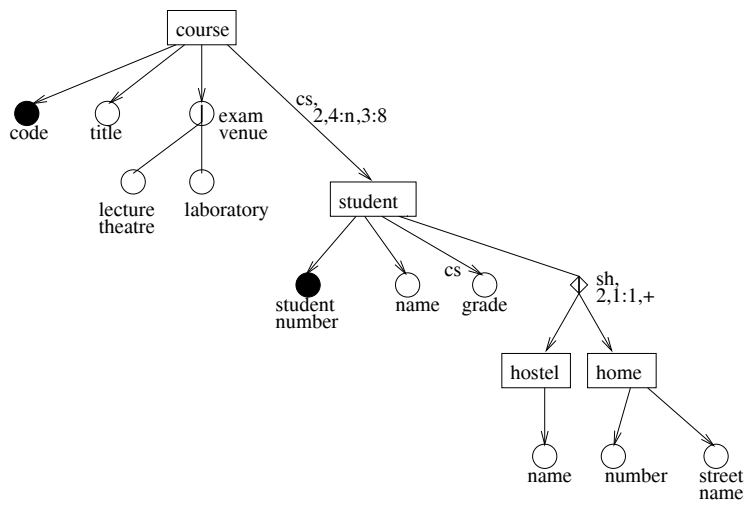 course
cs,
2,4:n,3:8
code
title
exam
venue
lecture
theatre
laboratory
student
cs
sh,
2,1:1,+
student
number
name
grade
hostel
home
name
number
street
name